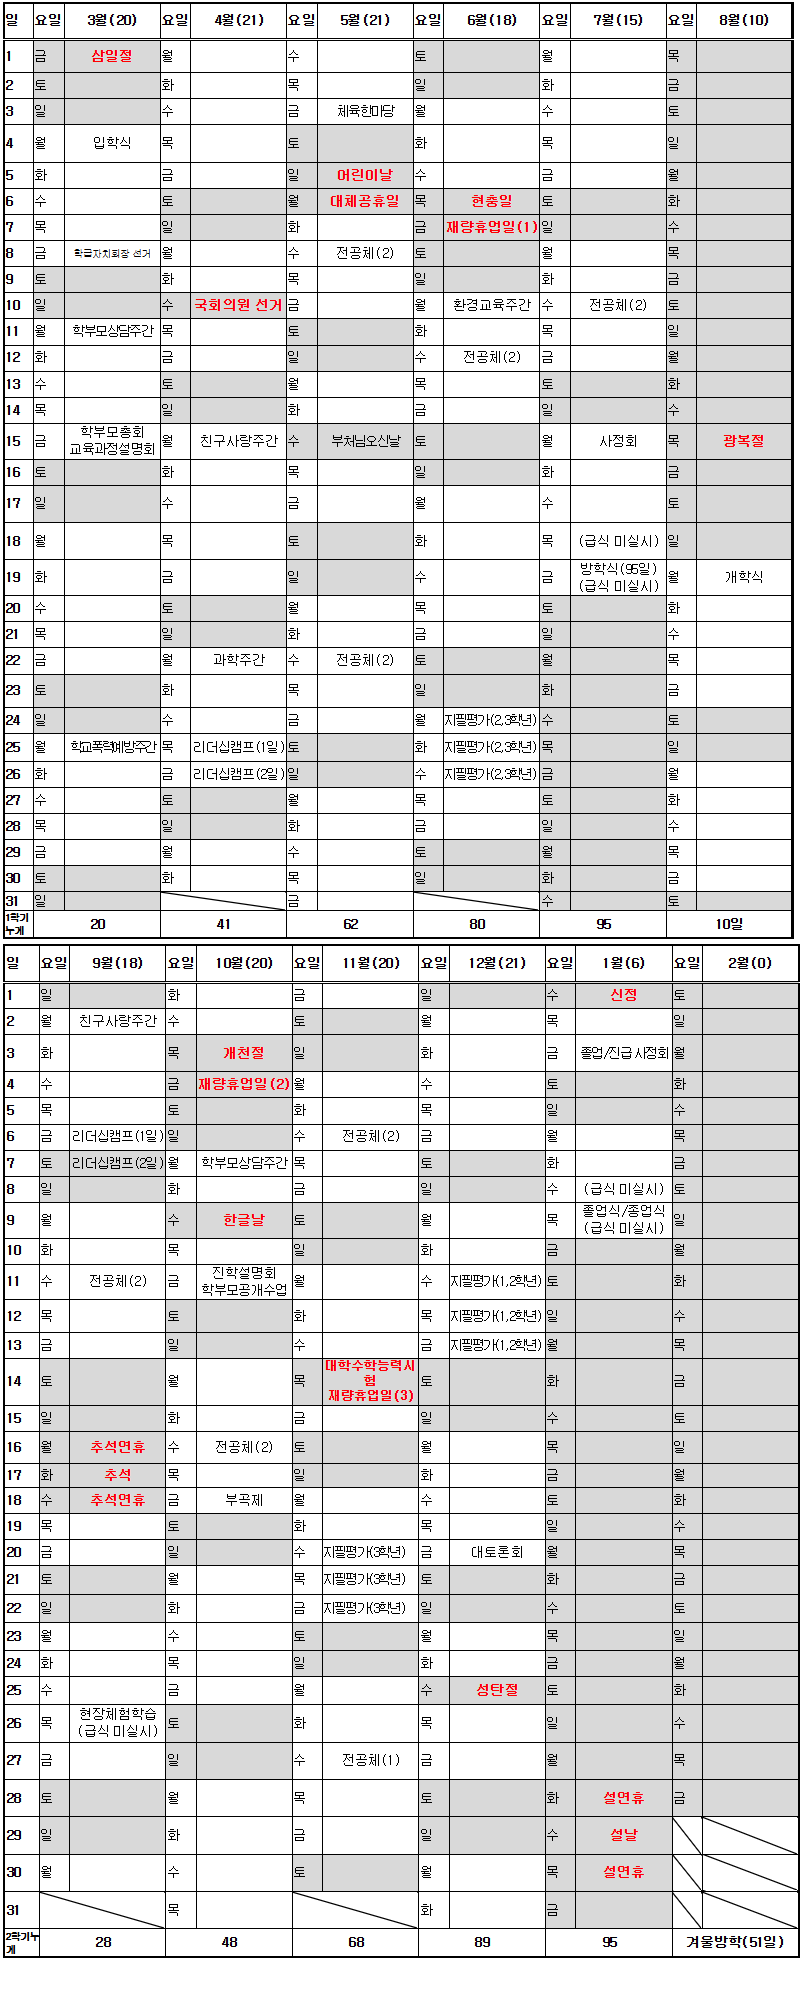 일 요일 3월(20) 요일 4월(21) 요일 5월(21) 요일 6월(18) 요일 7월(15) 요일 8월(10)
1 금 삼일절 월 수 토 월 목
2 토 화 목 일 화 금
3 일 수 금 체육한마당 월 수 토
4 월 입학식 목 토 화 목 일
5 화 금 일 어린이날 수 금 월
6 수 토 월 대체공휴일 목 현충일 토 화
7 목 일 화 금 재량휴업일(1) 일 수
8 금 학급자치회장 선거 월 수 전공체(2) 토 월 목
9 토 화 목 일 화 금
10 일 수 국회의원 선거 금 월 환경교육주간 수 전공체(2) 토
11 월 학부모상담주간 목 토 화 목 일
12 화 금 일 수 전공체(2) 금 월
13 수 토 월 목 토 화
14 목 일 화 금 일 수
15 금 학부모총회 월 친구사랑주간 수 부처님오신날 토 월 사정회 목 광복절
교육과정설명회
16 토 화 목 일 화 금
17 일 수 금 월 수 토
18 월 목 토 화 목 (급식 미실시) 일
19 화 금 일 수 금 방학식(95일) 월 개학식
(급식 미실시)
20 수 토 월 목 토 화
21 목 일 화 금 일 수
22 금 월 과학주간 수 전공체(2) 토 월 목
23 토 화 목 일 화 금
24 일 수 금 월 지필평가(2,3학년) 수 토
25 월 학교폭력예방주간 목 리더십캠프(1일) 토 화 지필평가(2,3학년) 목 일
26 화 금 리더십캠프(2일) 일 수 지필평가(2,3학년) 금 월
27 수 토 월 목 토 화
28 목 일 화 금 일 수
29 금 월 수 토 월 목
30 토 화 목 일 화 금
31 일 금 수 토
1학기
누계 20 41 62 80 95 10일
일 요일 9월(18) 요일 10월(20) 요일 11월(20) 요일 12월(21) 요일 1월(6) 요일 2월(0)
1 일 화 금 일 수 신정 토
2 월 친구사랑주간 수 토 월 목 일
3 화 목 개천절 일 화 금 졸업/진급 사정회 월
4 수 금 재량휴업일(2) 월 수 토 화
5 목 토 화 목 일 수
6 금 리더십캠프(1일) 일 수 전공체(2) 금 월 목
7 토 리더십캠프(2일) 월 학부모상담주간 목 토 화 금
8 일 화 금 일 수 (급식 미실시) 토
9 월 수 한글날 토 월 목 졸업식/종업식 일
(급식 미실시)
10 화 목 일 화 금 월
11 수 전공체(2) 금 진학설명회 월 수 지필평가(1,2학년) 토 화
학부모공개수업
12 목 토 화 목 지필평가(1,2학년) 일 수
13 금 일 수 금 지필평가(1,2학년) 월 목
14 토 월 목 대학수학능력시 토 화 금
험
재량휴업일(3)
15 일 화 금 일 수 토
16 월 추석연휴 수 전공체(2) 토 월 목 일
17 화 추석 목 일 화 금 월
18 수 추석연휴 금 부곡제 월 수 토 화
19 목 토 화 목 일 수
20 금 일 수 지필평가(3학년) 금 대토론회 월 목
21 토 월 목 지필평가(3학년) 토 화 금
22 일 화 금 지필평가(3학년) 일 수 토
23 월 수 토 월 목 일
24 화 목 일 화 금 월
25 수 금 월 수 성탄절 토 화
26 목 현장체험학습 토 화 목 일 수
(급식 미실시)
27 금 일 수 전공체(1) 금 월 목
28 토 월 목 토 화 설연휴 금
29 일 화 금 일 수 설날
30 월 수 토 월 목 설연휴
31 목 화 금
2학기누
계 28 48 68 89 95 겨울방학(51일)